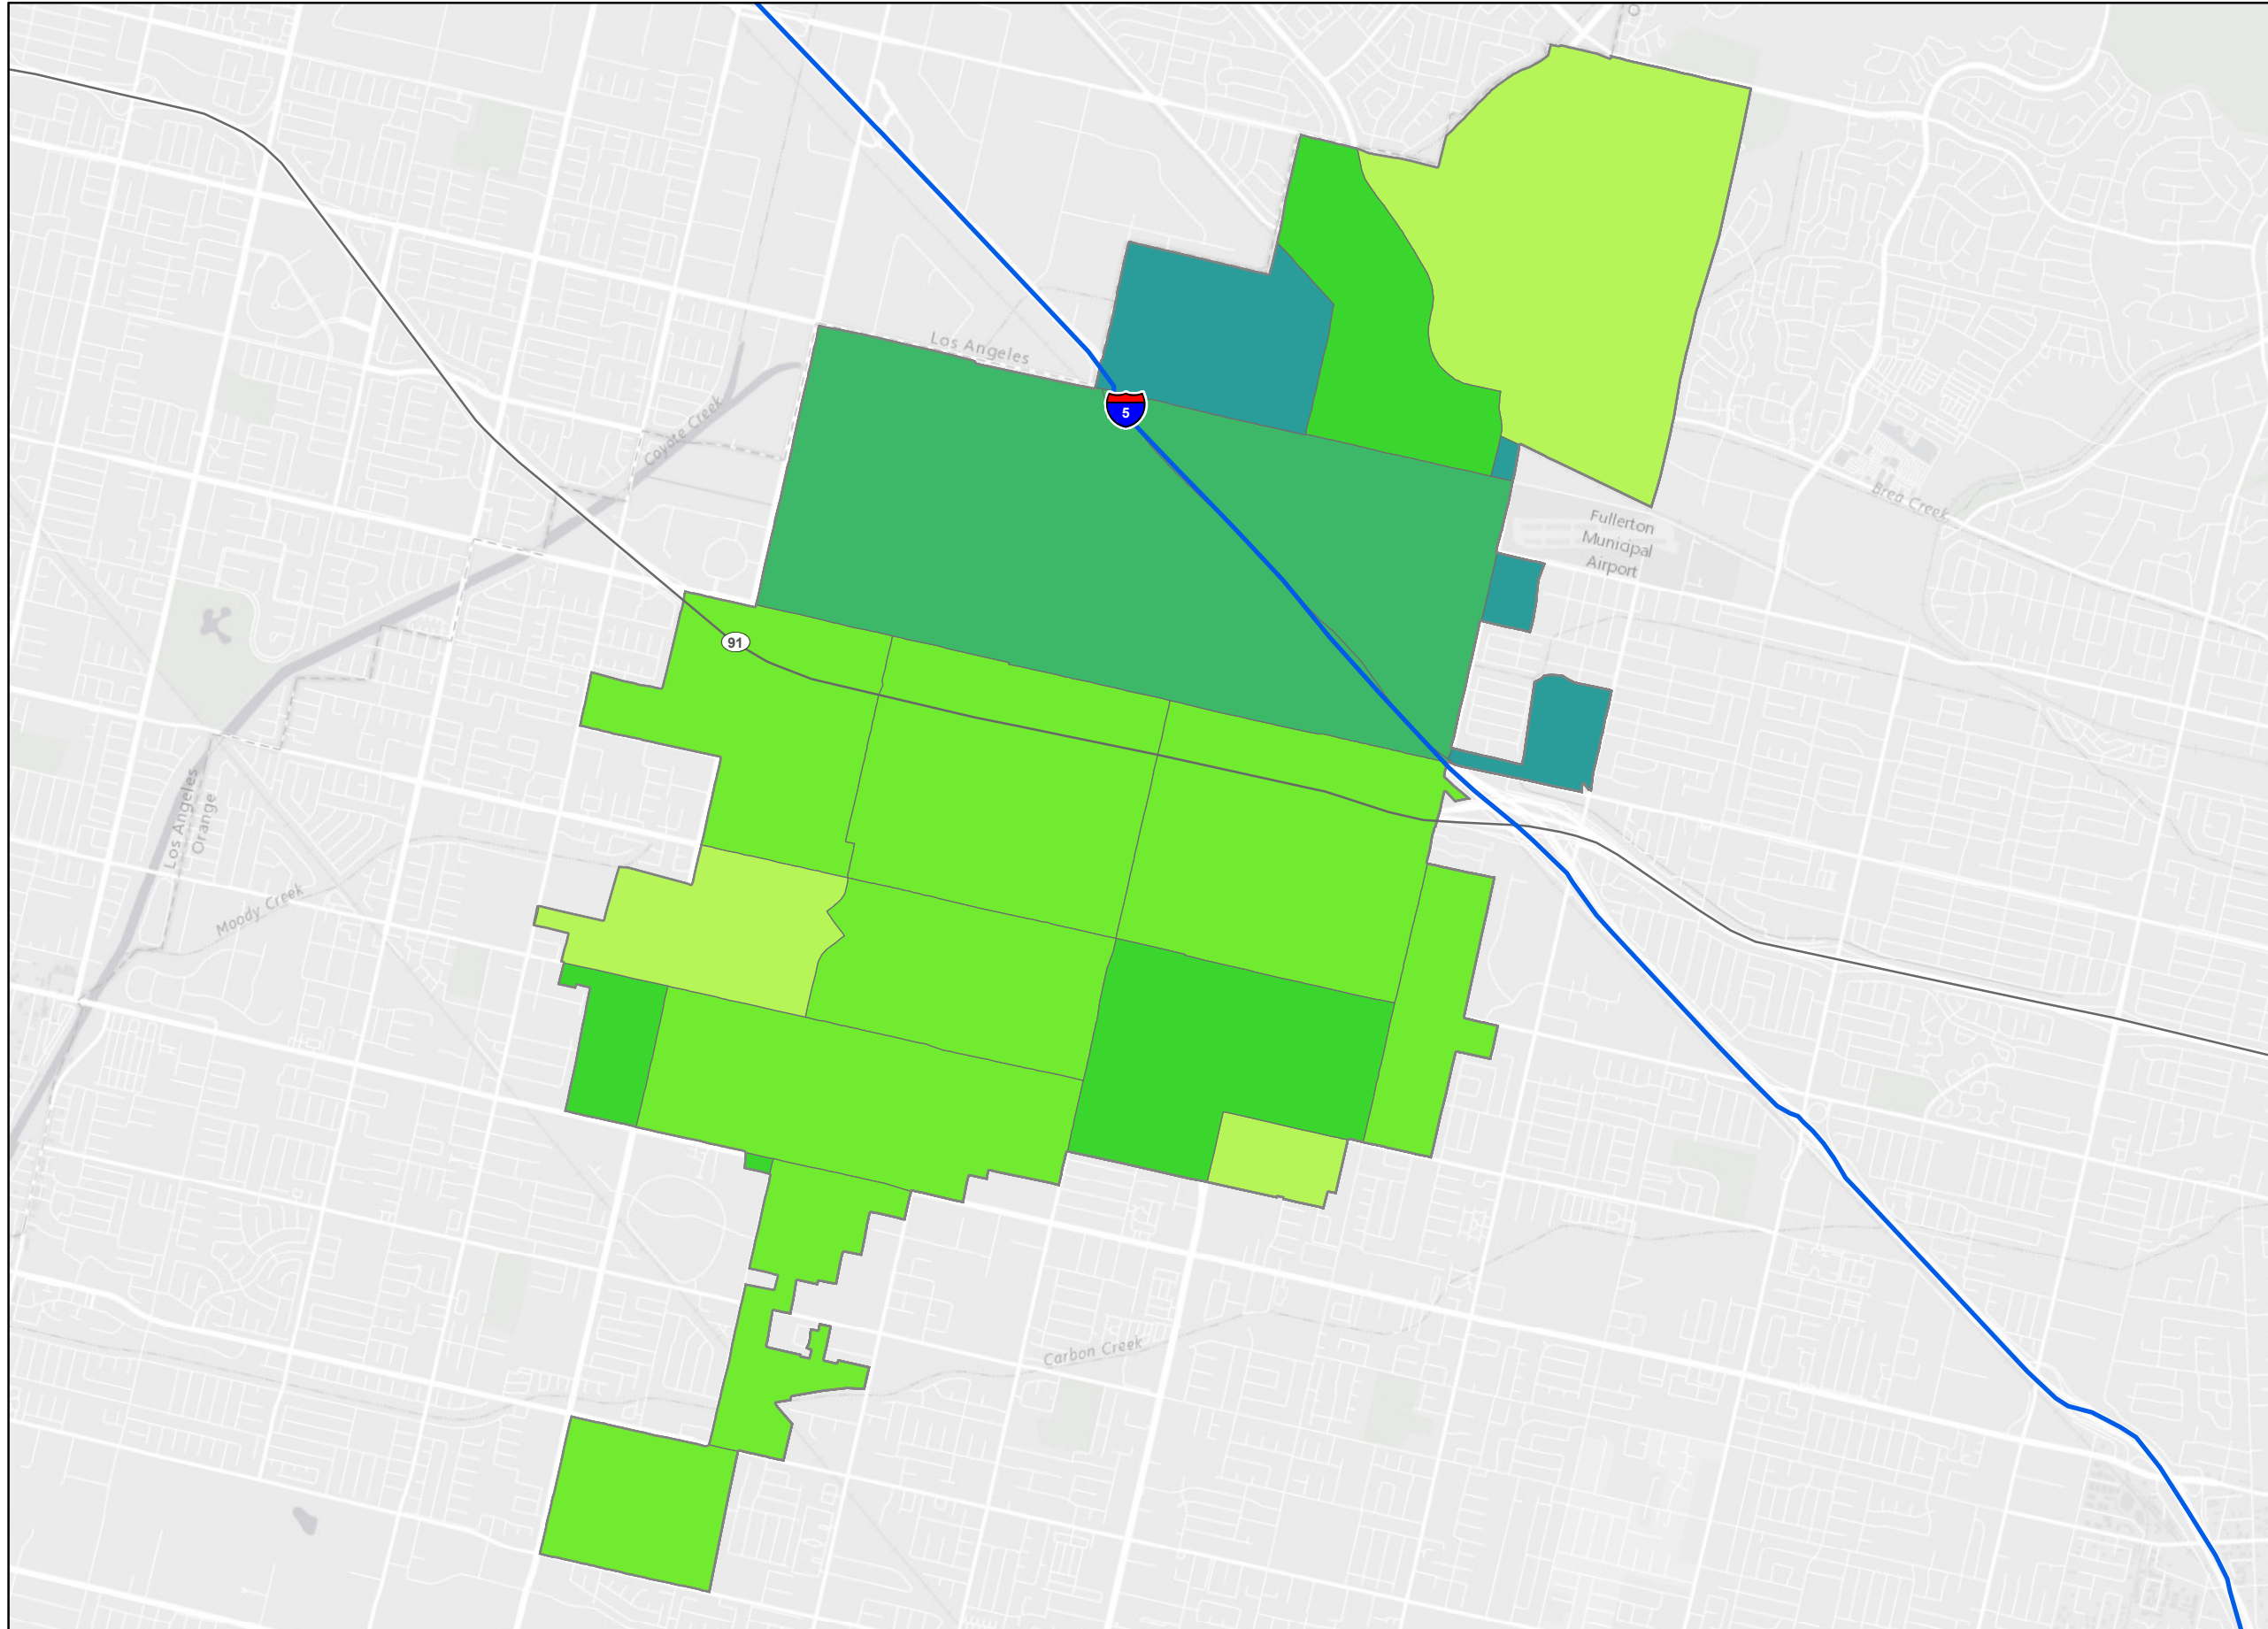 Los Angeles
5
Coyote Creek
Brea Creek
Fullerton
Municipal
Airport
91
Los Angeles
Orange
Moody Creek
Carbon Creek